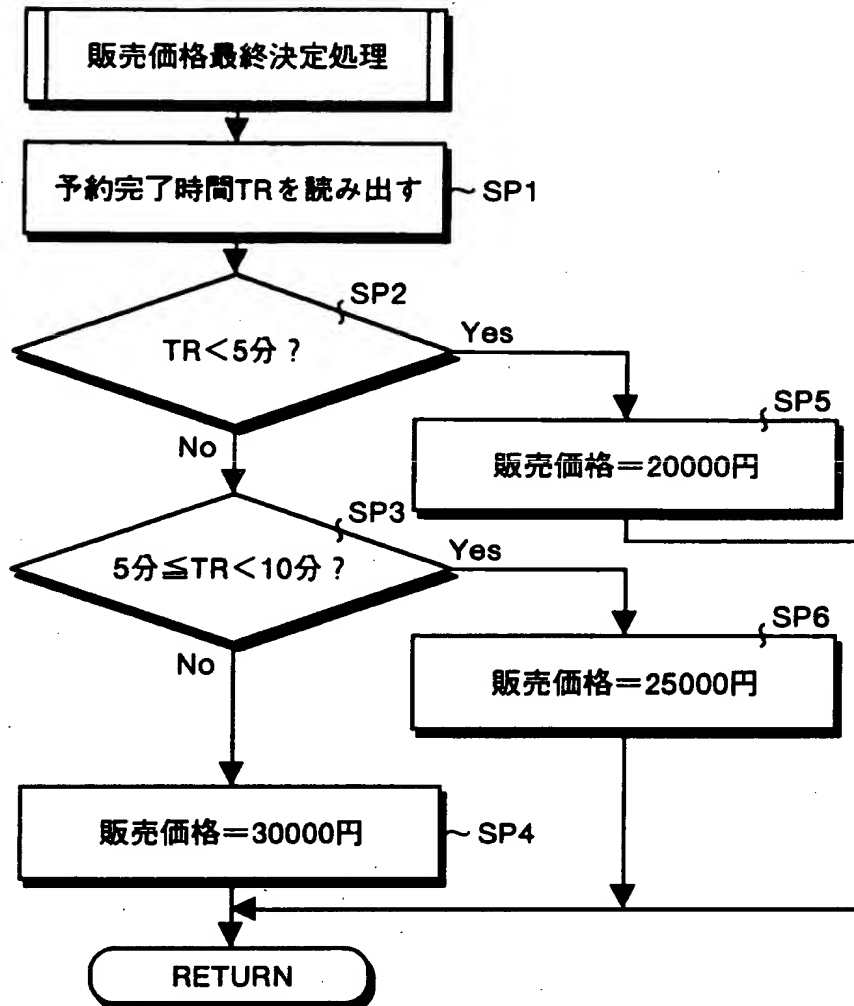 販売価格最終決定処理
予約完了時間TRを読み出す
SP1
SP2
TR<5分?
Yes
No
SP5
販売価格=20000円
SP3
5分≦TR<10分?
Yes
No
SP6
販売価格=25000円
販売価格=30000円
SP4
RETURN